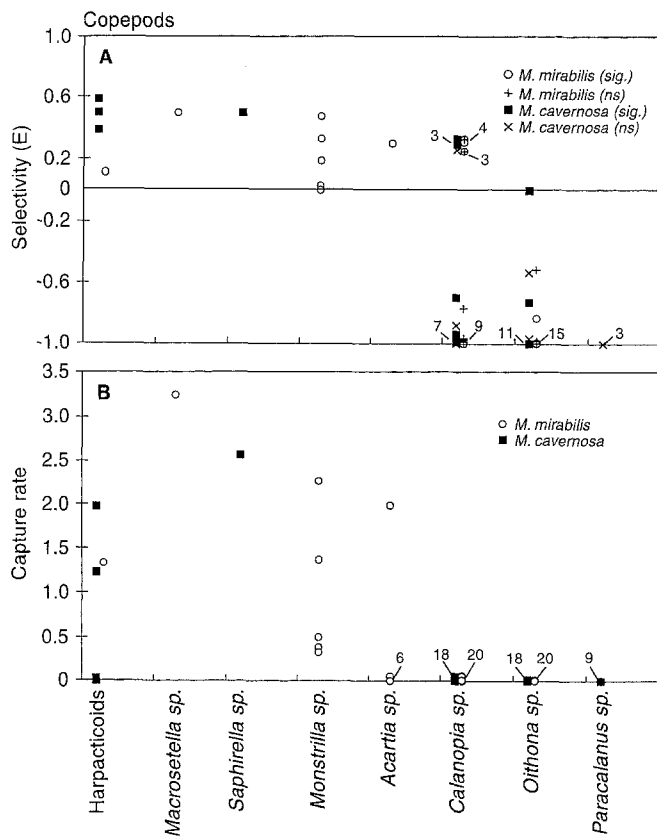 Copepods
A
1.0
0.6
0.2
0
-0.2
-0.6
-1.0
Selectivity (E)
M. mirabilis (sig.)
M. mirabilis (ns)
M. cavernosa (sig.)
M. cavernosa (ns)
3
4
3
7
9
11
15
3
B
3.5
3.0
2.5
2.0
1.5
1.0
0.5
0
Capture rate
M. mirabilis
M. cavernosa
6
18
20
18
20
9
Harpacticoids
Macrosetella sp.
Saphirella sp.
Monstrilla sp.
Acartia sp.
Calanopia sp.
Oithona sp.
Paracalanus sp.